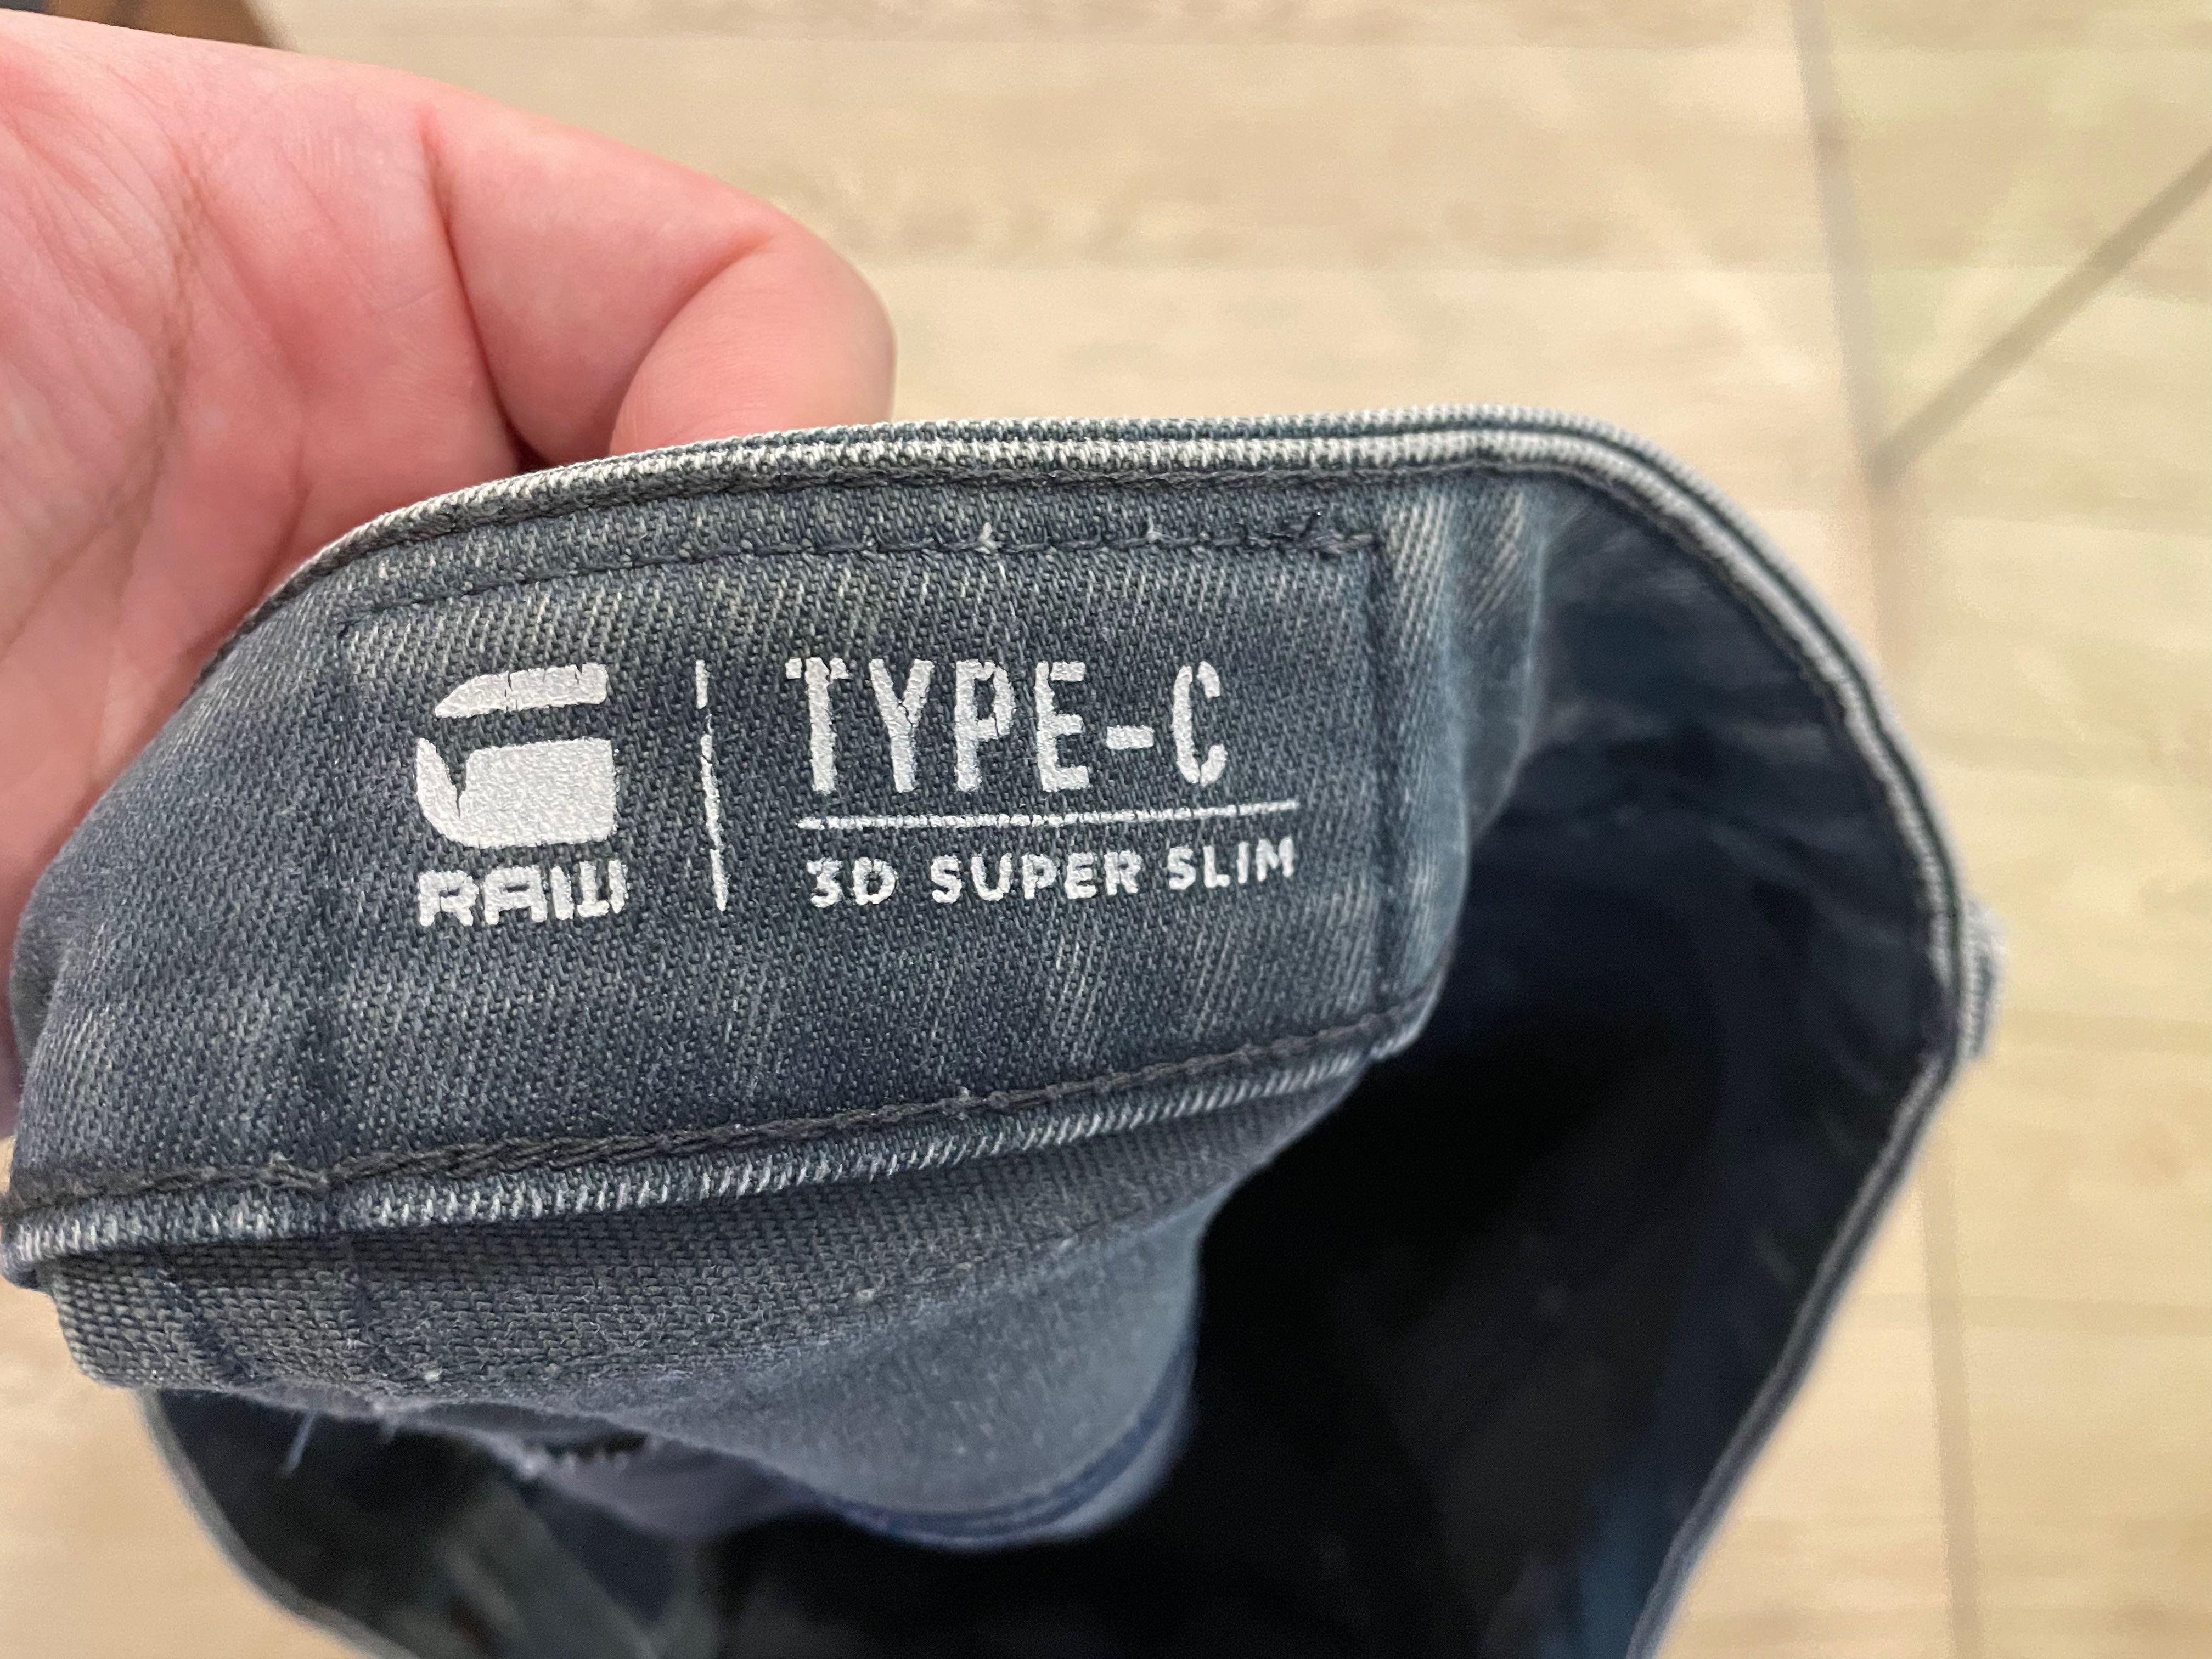 RAW
TYPE-C
3D SUPER SLIM